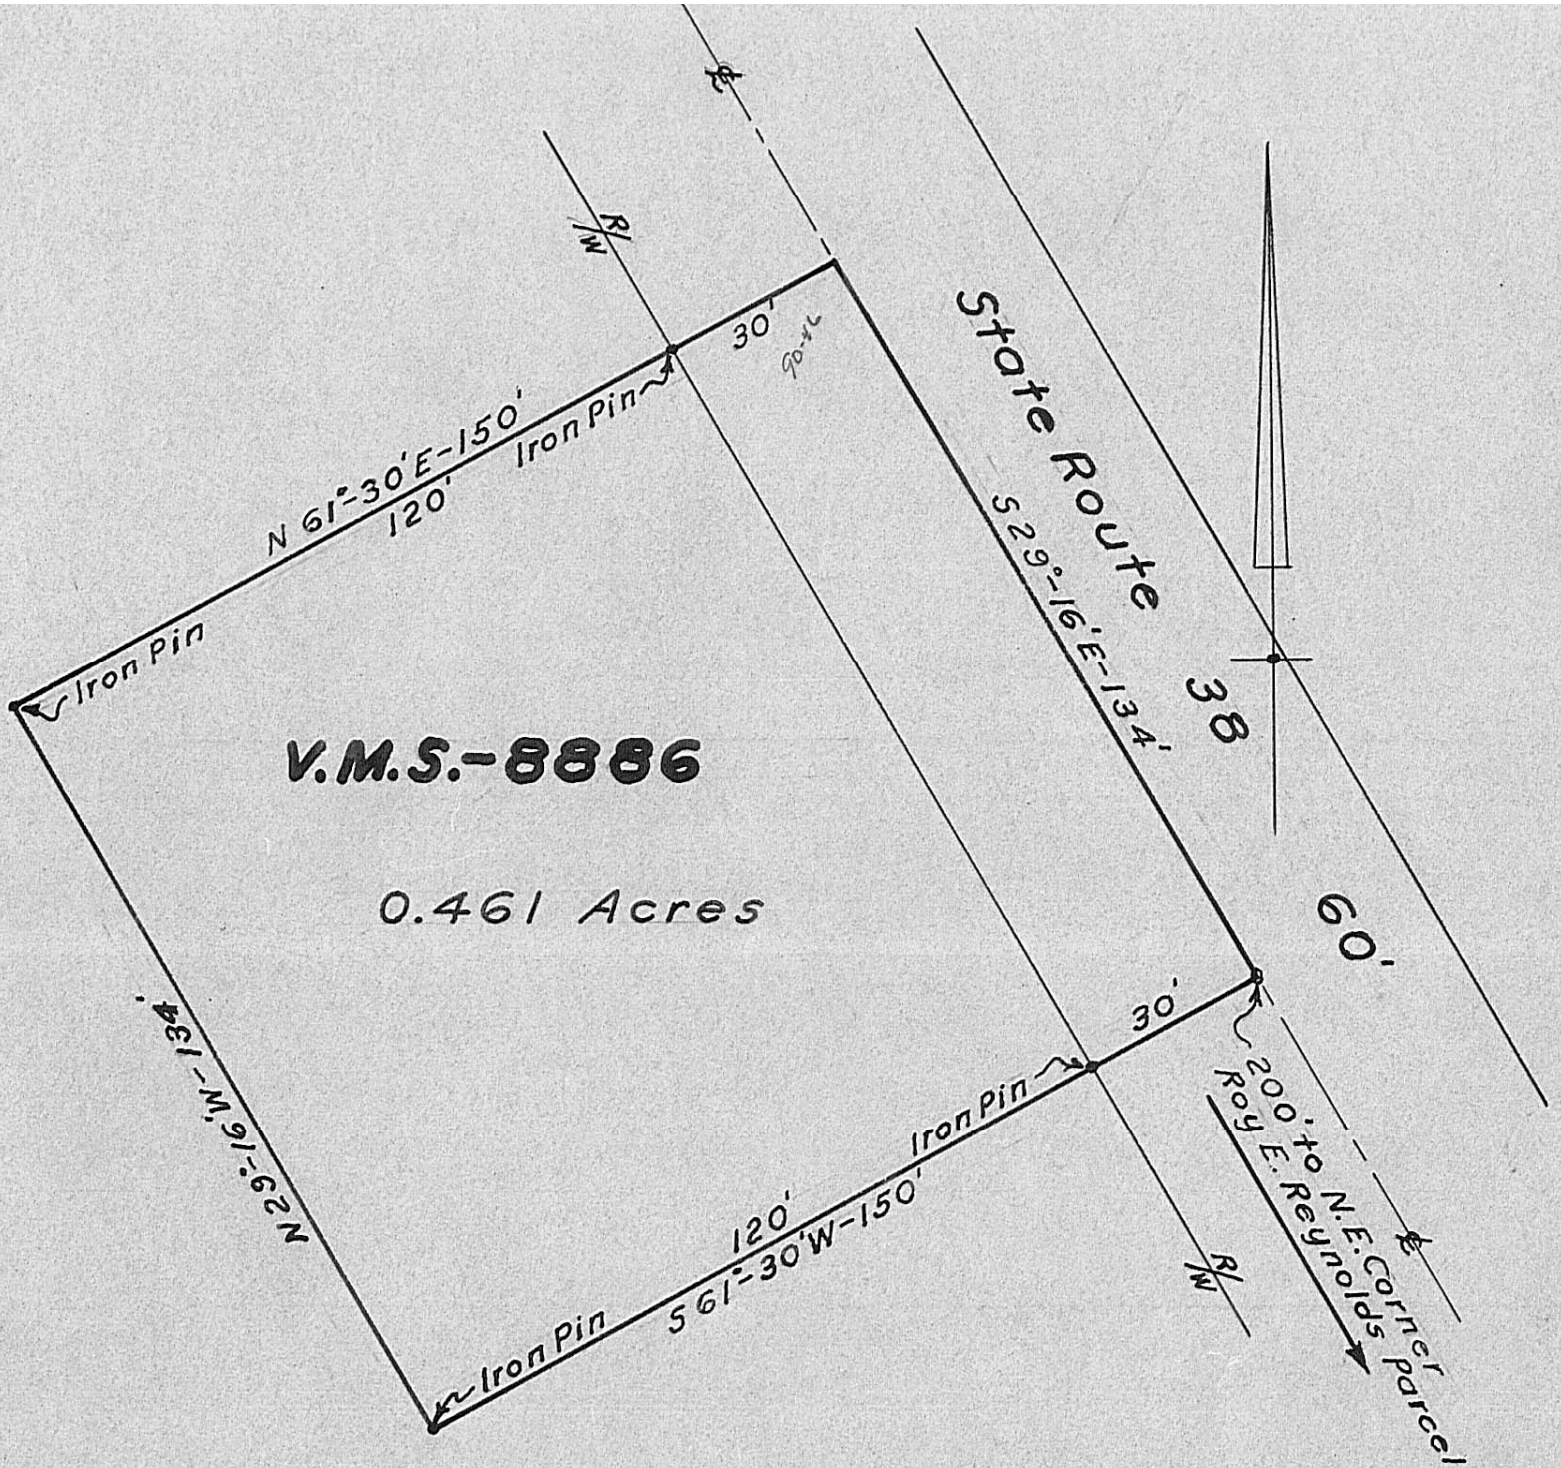 ℄
R/W
30'
90-46
State Route 38
60'
N 61°-30'E-150'
120'
Iron Pin
Iron Pin
S 29°-16'E-134'
V.M.S.-8886
0.461 Acres
N 29°-16'W-134'
30'
Iron Pin
120'
S 61°-30'W-150'
Iron Pin
R/W
200' to N.E. Corner
Roy E. Reynolds parcel
℄